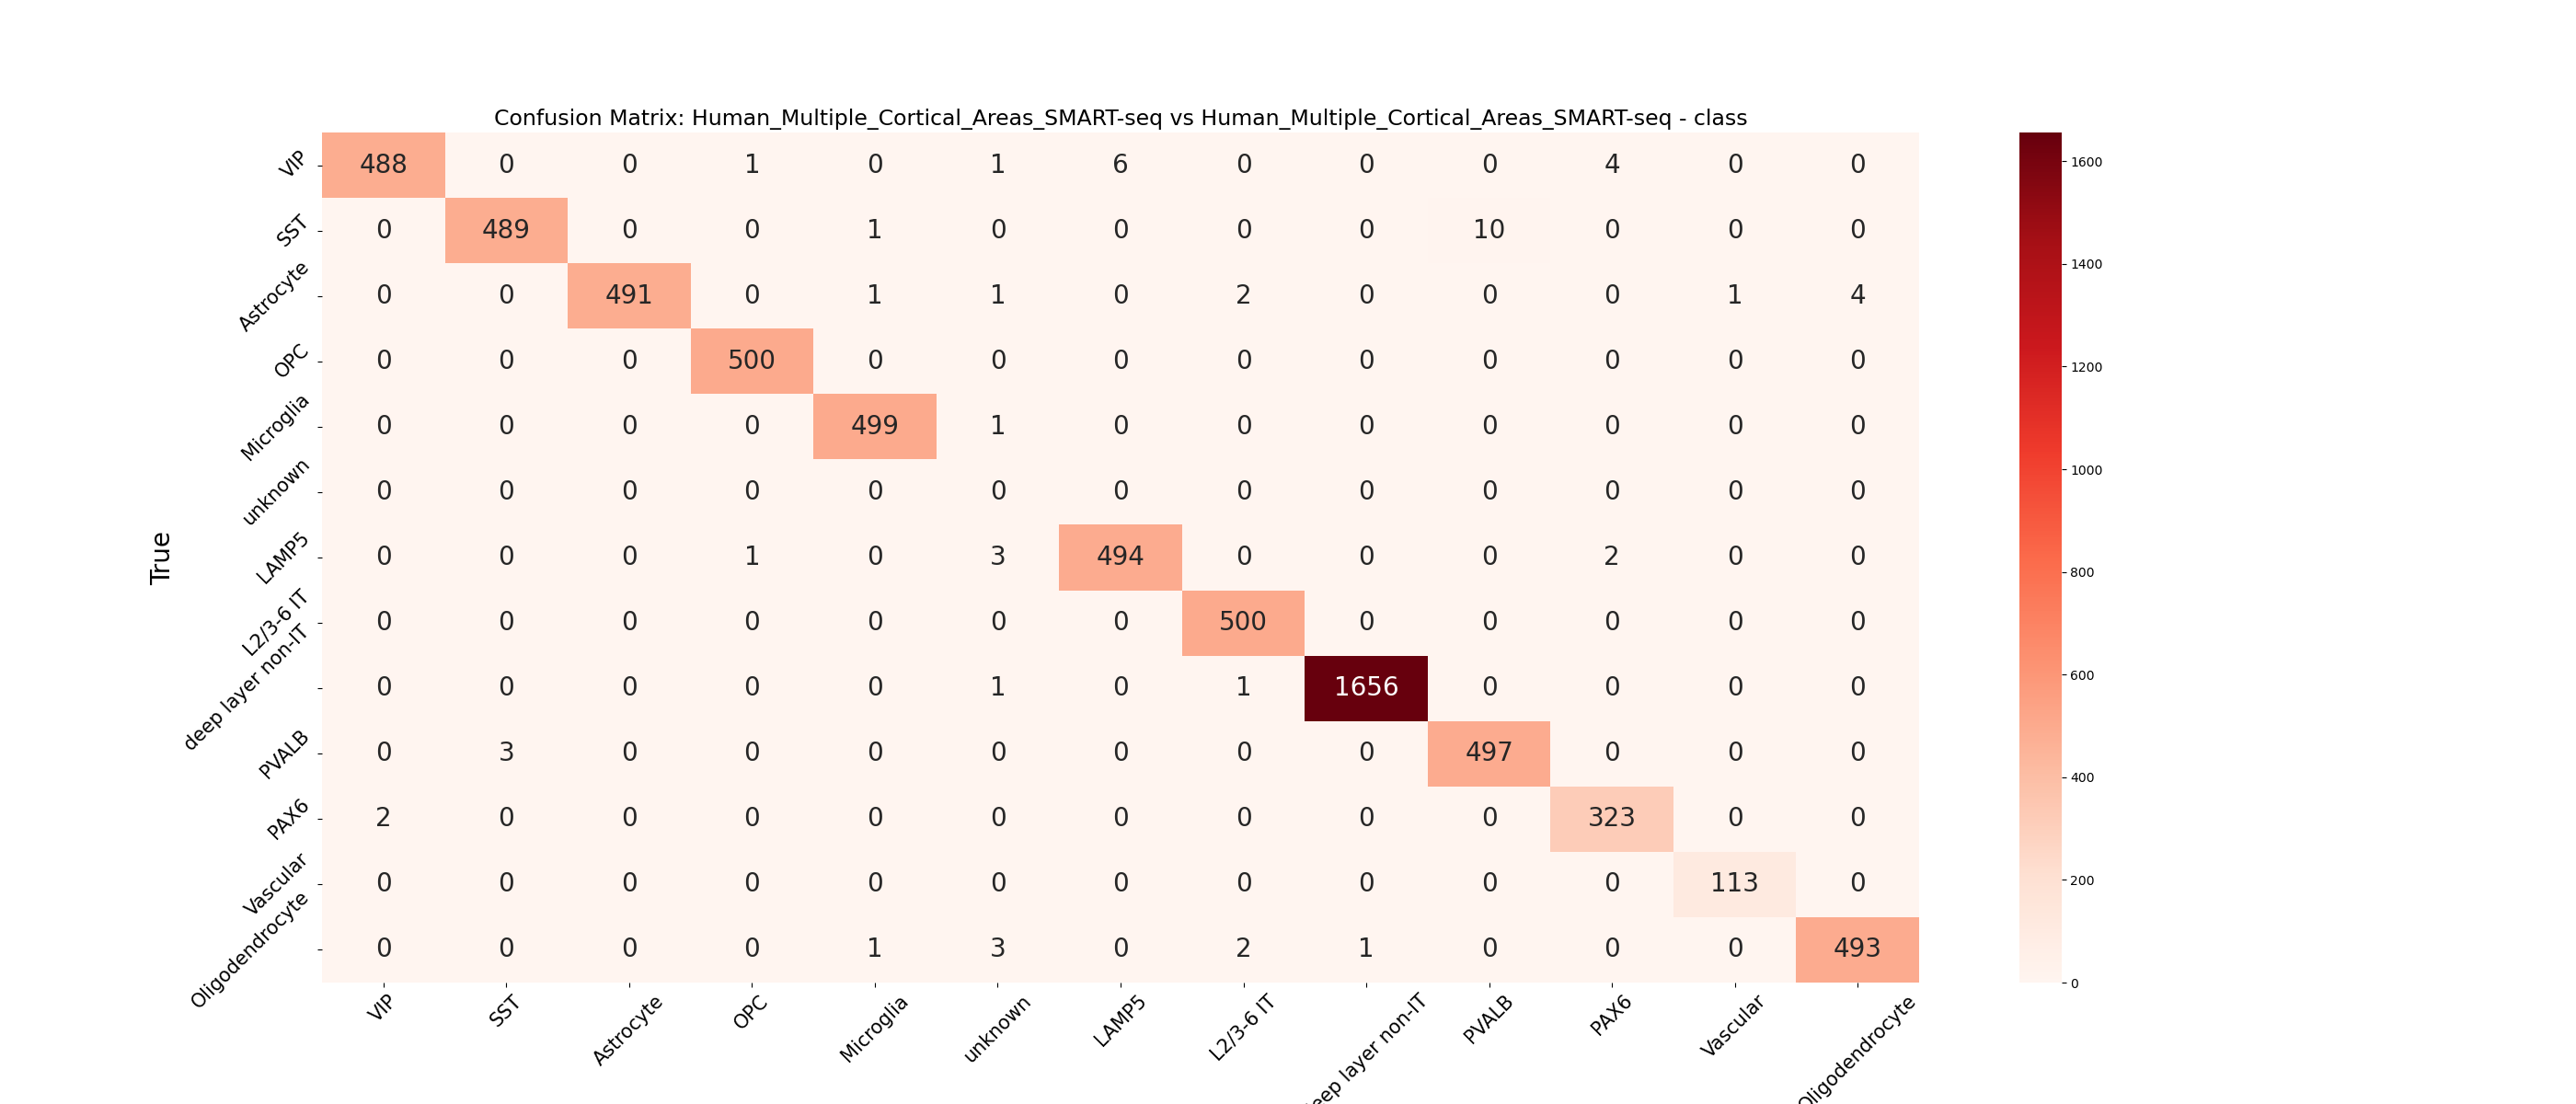 Confusion Matrix: Human_Multiple_Cortical_Areas_SMART-seq vs Human_Multiple_Cortical_Areas_SMART-seq - class
True
VIP 488 0 0 1 0 1 6 0 0 0 4 0 0
SST 0 489 0 0 1 0 0 0 0 10 0 0 0
Astrocyte 0 0 491 0 1 1 0 2 0 0 0 1 4
OPC 0 0 0 500 0 0 0 0 0 0 0 0 0
Microglia 0 0 0 0 499 1 0 0 0 0 0 0 0
unknown 0 0 0 0 0 0 0 0 0 0 0 0 0
LAMP5 0 0 0 1 0 3 494 0 0 0 2 0 0
L2/3-6 IT 0 0 0 0 0 0 0 500 0 0 0 0 0
deep layer non-IT 0 0 0 0 0 1 0 1 1656 0 0 0 0
PVALB 0 3 0 0 0 0 0 0 0 497 0 0 0
PAX6 2 0 0 0 0 0 0 0 0 0 323 0 0
Vascular 0 0 0 0 0 0 0 0 0 0 0 113 0
Oligodendrocyte 0 0 0 0 1 3 0 2 1 0 0 0 493
VIP SST Astrocyte OPC Microglia unknown LAMP5 L2/3-6 IT eep layer non-IT PVALB PAX6 Vascular Oligodendrocyte
1600
1400
1200
1000
800
600
400
200
0